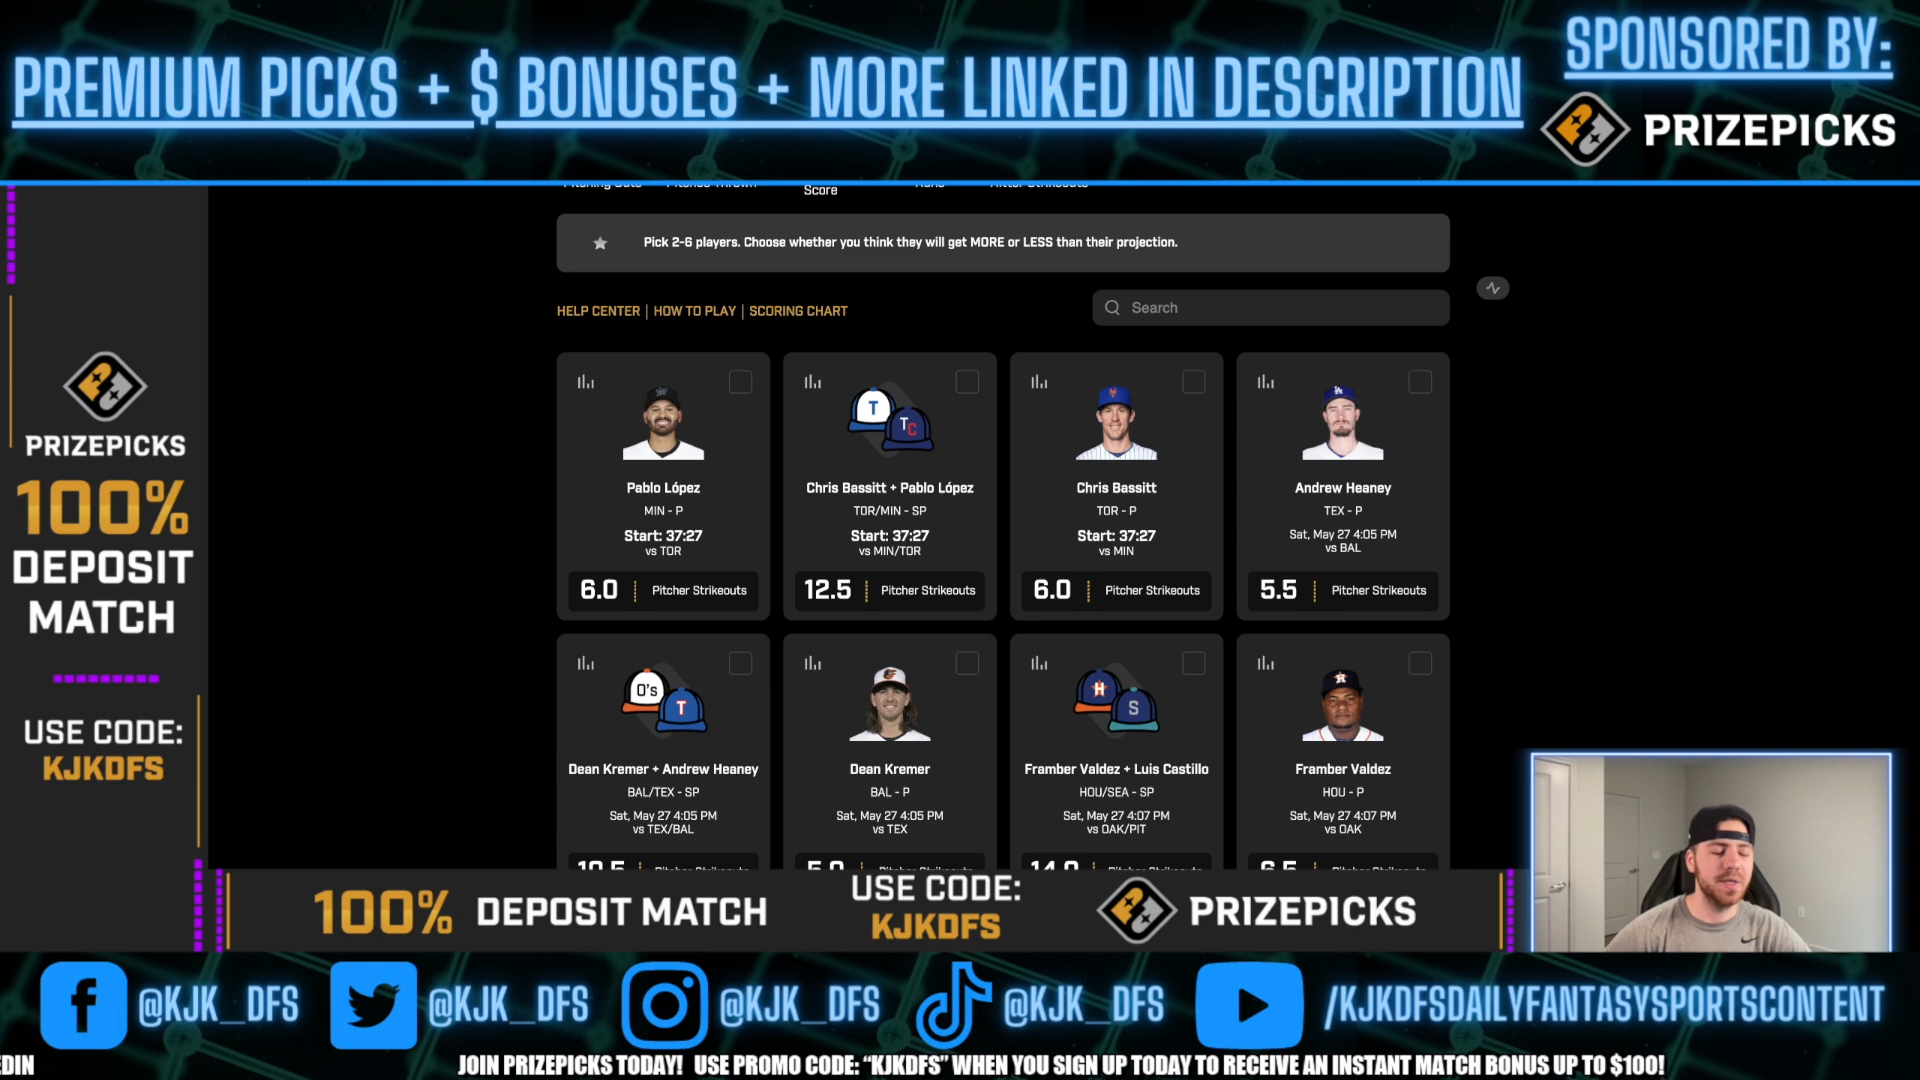 PREMIUM PICKS + $ BONUSES + MORE LINKED IN DESCRIPTION
SPONSORED BY:
PRIZEPICKS
Score
Pick 2-6 players. Choose whether you think they will get MORE or LESS than their projection.
HELP CENTER | HOW TO PLAY | SCORING CHART
Search
Pablo López
MIN - P
Start: 37:27
vs TOR
6.0 Pitcher Strikeouts
T TC
Chris Bassitt + Pablo López
TOR/MIN - SP
Start: 37:27
vs MIN/TOR
12.5 Pitcher Strikeouts
Chris Bassitt
TOR - P
Start: 37:27
vs MIN
6.0 Pitcher Strikeouts
Andrew Heaney
TEX - P
Sat, May 27 4:05 PM
vs BAL
5.5 Pitcher Strikeouts
O's T
Dean Kremer + Andrew Heaney
BAL/TEX - SP
Sat, May 27 4:05 PM
vs TEX/BAL
Dean Kremer
BAL - P
Sat, May 27 4:05 PM
vs TEX
H S
Framber Valdez + Luis Castillo
HOU/SEA - SP
Sat, May 27 4:07 PM
vs OAK/PIT
Framber Valdez
HOU - P
Sat, May 27 4:07 PM
vs OAK
PRIZEPICKS
100%
DEPOSIT
MATCH
USE CODE:
KJKDFS
100% DEPOSIT MATCH
USE CODE:
KJKDFS
PRIZEPICKS
@KJK_DFS
@KJK_DFS
@KJK_DFS
@KJK_DFS
/KJKDFSDAILYFANTASYSPORTSCONTENT
JOIN PRIZEPICKS TODAY! USE PROMO CODE: "KJKDFS" WHEN YOU SIGN UP TODAY TO RECEIVE AN INSTANT MATCH BONUS UP TO $100!